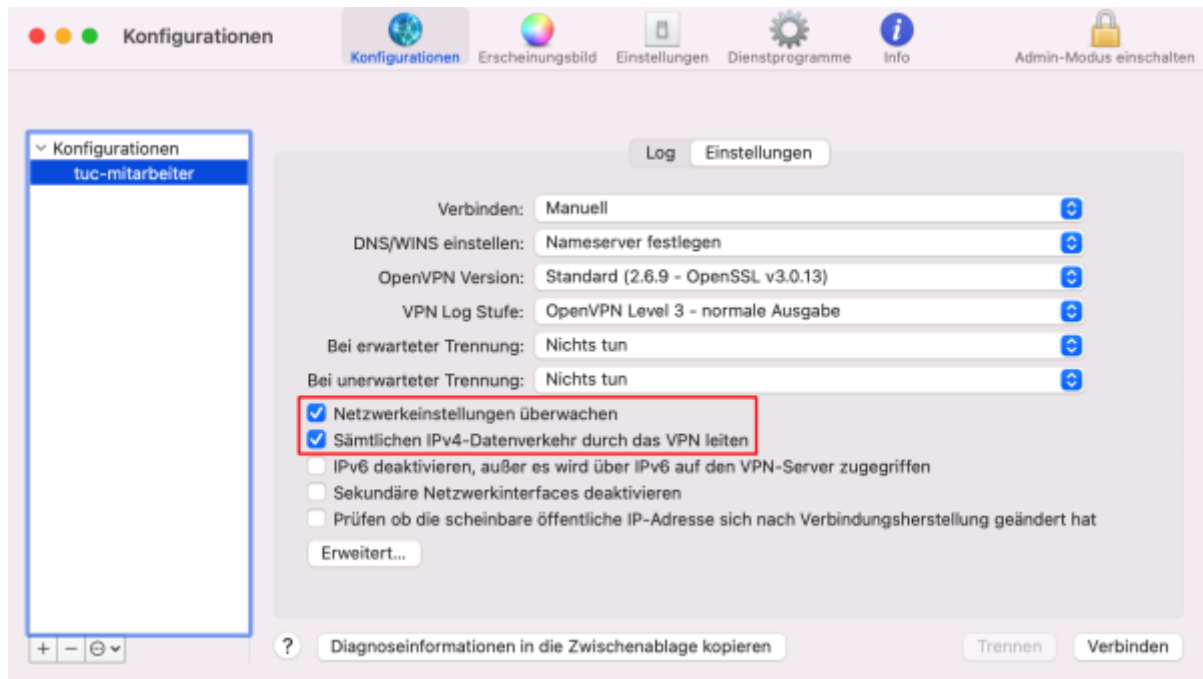 Konfigurationen
Konfigurationen Erscheinungsbild Einstellungen Dienstprogramme Info Admin-Modus einschalten
Konfigurationen
tuc-mitarbeiter
Log Einstellungen
Verbinden: Manuell
DNS/WINS einstellen: Nameserver festlegen
OpenVPN Version: Standard (2.6.9 - OpenSSL v3.0.13)
VPN Log Stufe: OpenVPN Level 3 - normale Ausgabe
Bei erwarteter Trennung: Nichts tun
Bei unerwarteter Trennung: Nichts tun
Netzwerkeinstellungen überwachen
Sämtlichen IPv4-Datenverkehr durch das VPN leiten
IPv6 deaktivieren, außer es wird über IPv6 auf den VPN-Server zugegriffen
Sekundäre Netzwerkinterfaces deaktivieren
Prüfen ob die scheinbare öffentliche IP-Adresse sich nach Verbindungsherstellung geändert hat
Erweitert...
+ - ? Diagnoseinformationen in die Zwischenablage kopieren Trennen Verbinden